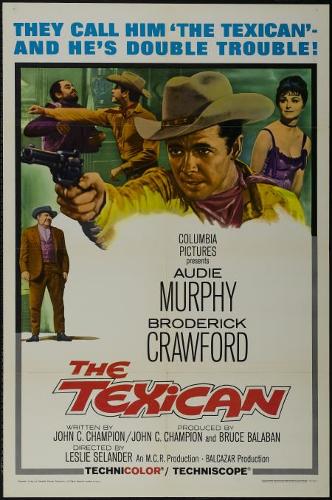 THEY CALL HIM 'THE TEXICAN'-
AND HE'S DOUBLE TROUBLE!
COLUMBIA
PICTURES
presents
AUDIE
MURPHY
BRODERICK
CRAWFORD
THE
TEXICAN
WRITTEN BY
JOHN C. CHAMPION/
PRODUCED BY
JOHN C. CHAMPION and BRUCE BALABAN
DIRECTED BY
LESLIE SELANDER
An M.C.R. Production - BALCAZAR Production
TECHNICOLOR®/TECHNISCOPE®